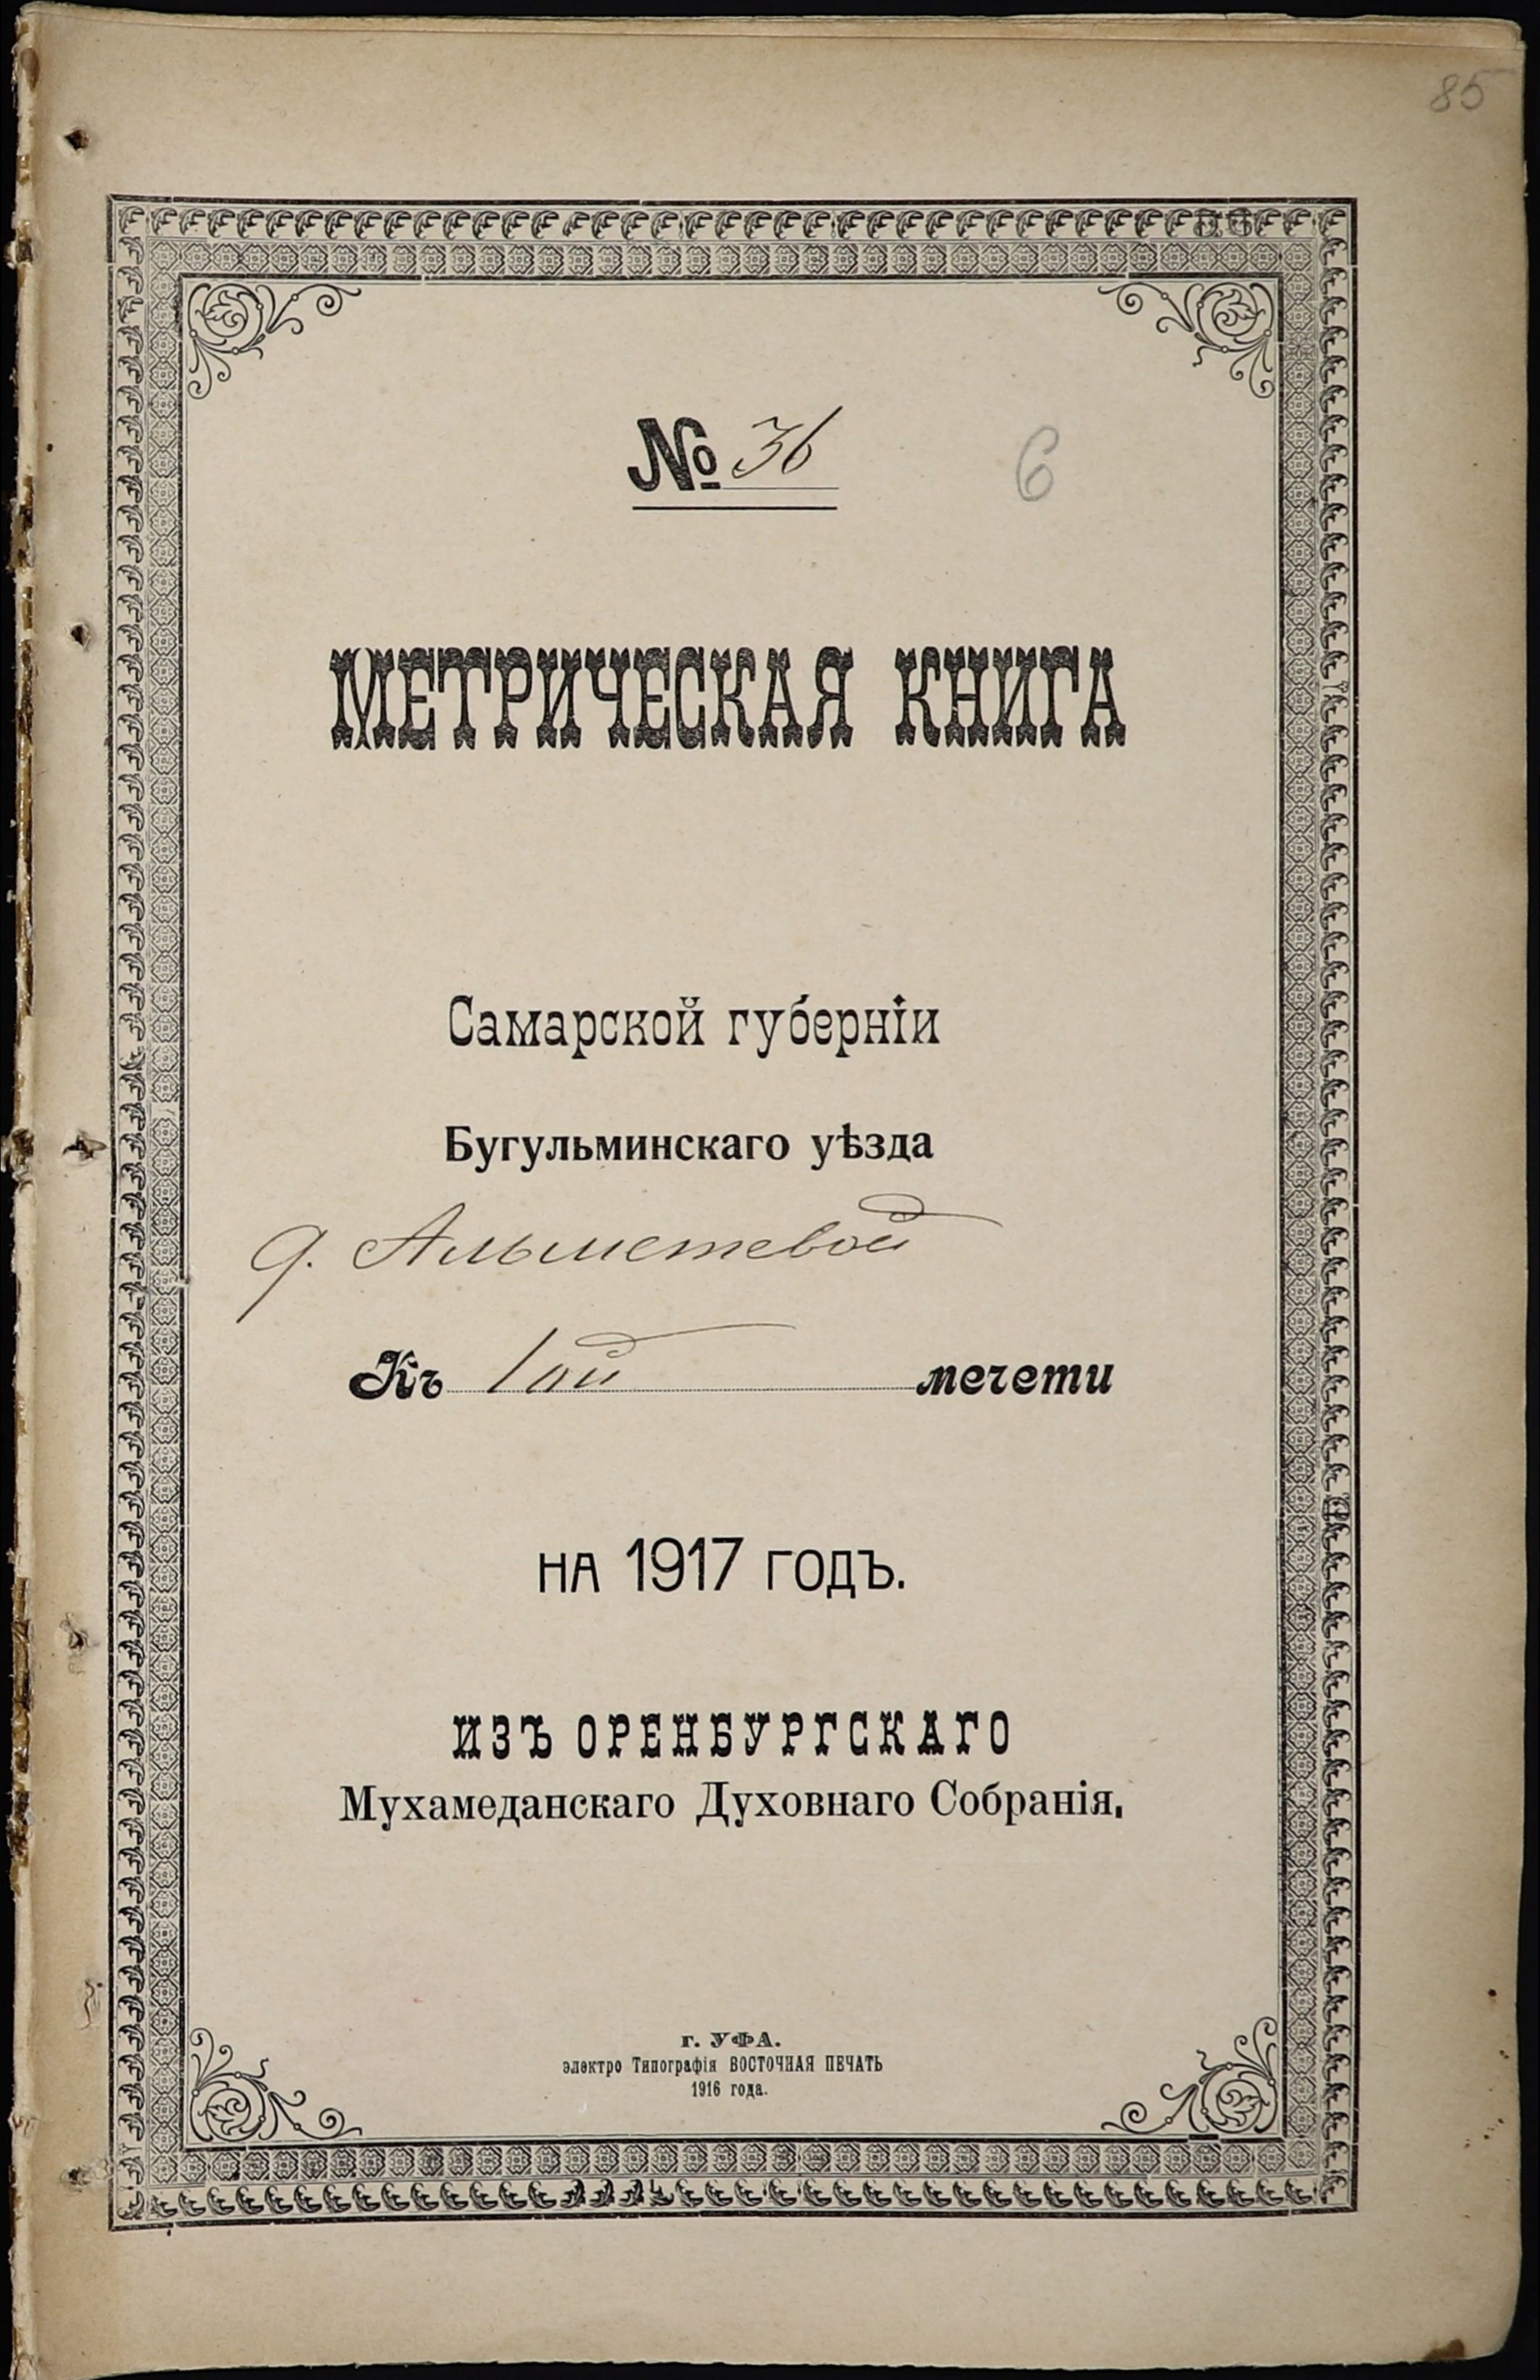 85
№ 36
6
МЕТРИЧЕСКАЯ КНИГА
Самарской губерніи
Бугульминскаго уѣзда
д. Альметевой
Къ 1ой мечети
НА 1917 ГОДЪ.
ИЗЪ ОРЕНБУРГСКАГО
Мухамеданскаго Духовнаго Собранія.
г. УФА.
электро Типографія ВОСТОЧНАЯ ПЕЧАТЬ
1916 года.